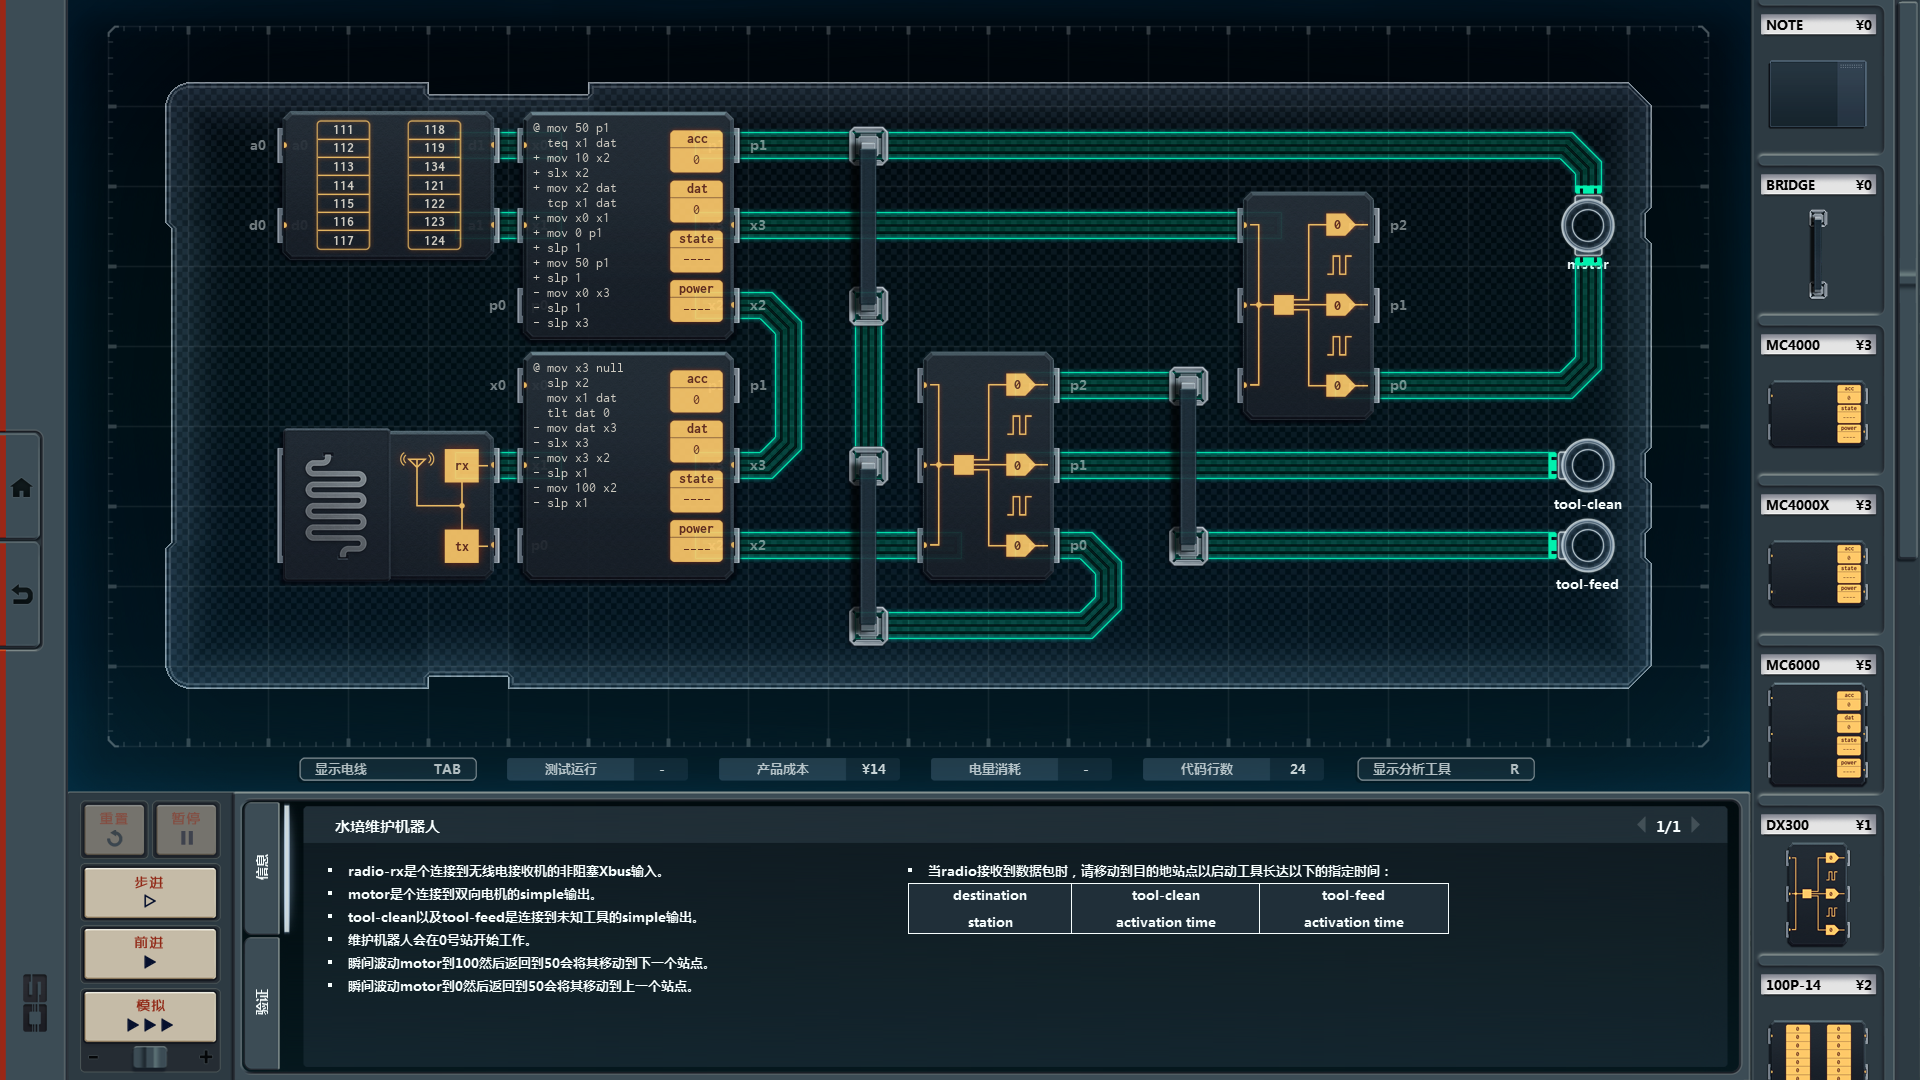 NOTE ¥0
BRIDGE ¥0
MC4000 ¥3
acc
0
state
----
power
----
MC4000X ¥3
acc
0
state
----
power
----
MC6000 ¥5
acc
0
dat
0
state
----
power
----
DX300 ¥1
100P-14 ¥2
a0
d0
111 118
112 119
113 134
114 121
115 122
116 123
117 124
@ mov 50 p1
teq x1 dat
+ mov 10 x2
+ slx x2
+ mov x2 dat
tcp x1 dat
+ mov x0 x1
+ mov 0 p1
+ slp 1
+ mov 50 p1
+ slp 1
- mov x0 x3
- slp 1
- slp x3
acc
0
dat
0
state
----
power
----
p1
x3
p0
x2
@ mov x3 null
slp x2
mov x1 dat
tlt dat 0
- mov dat x3
- slx x3
- mov x3 x2
- slp x1
- mov 100 x2
- slp x1
acc
0
dat
0
state
----
power
----
x0
p1
x3
p0
x2
rx
tx
0
0
0
p2
p1
p0
0
0
0
p2
p1
p0
motor
tool-clean
tool-feed
显示电线 TAB
测试运行 -
产品成本 ¥14
电量消耗 -
代码行数 24
显示分析工具 R
重置
暂停
步进
前进
模拟
- +
信息
验证
水培维护机器人
1/1
▪ radio-rx是个连接到无线电接收机的非阻塞Xbus输入。
▪ motor是个连接到双向电机的simple输出。
▪ tool-clean以及tool-feed是连接到未知工具的simple输出。
▪ 维护机器人会在0号站开始工作。
▪ 瞬间波动motor到100然后返回到50会将其移动到下一个站点。
▪ 瞬间波动motor到0然后返回到50会将其移动到上一个站点。
▪ 当radio接收到数据包时，请移动到目的地站点以启动工具长达以下的指定时间：
destination tool-clean tool-feed
station activation time activation time